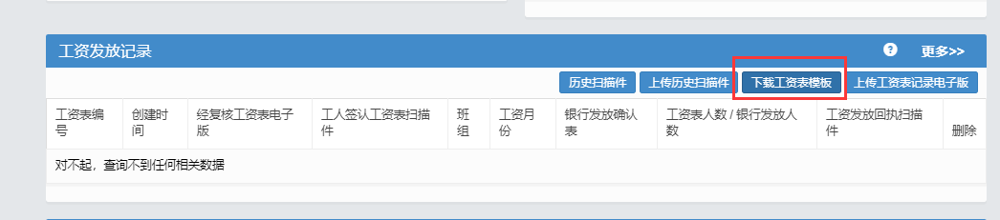 工资发放记录
? 更多>>
历史扫描件 上传历史扫描件 下载工资表模板 上传工资表记录电子版
工资表编号 创建时间 经复核工资表电子版 工人签认工资表扫描件 班组 工资月份 银行发放确认表 工资表人数 / 银行发放人数 工资发放回执扫描件 删除
对不起，查询不到任何相关数据